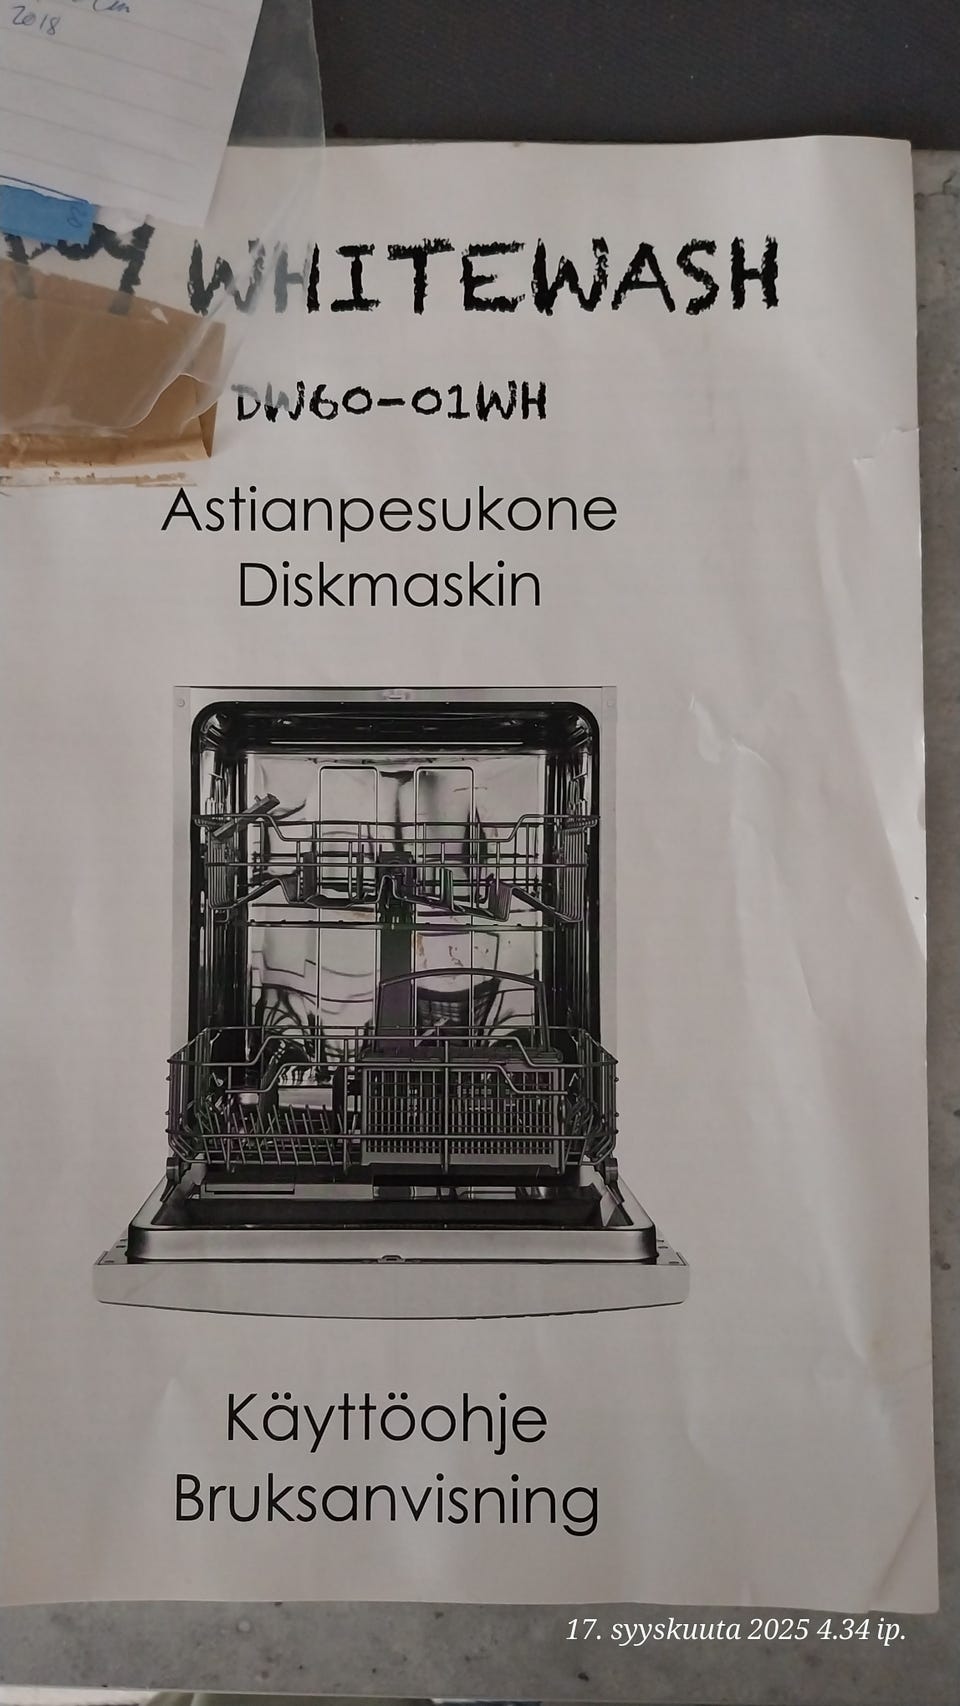 2018
WHITEWASH
DW60-01WH
Astianpesukone
Diskmaskin
Käyttöohje
Bruksanvisning
17. syyskuuta 2025 4.34 ip.